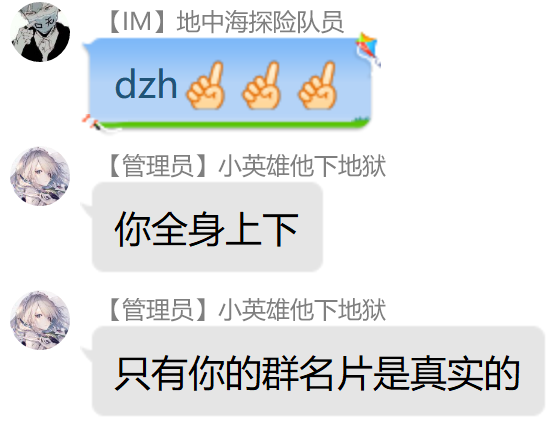 【IM】地中海探险队员
dzh☝☝☝
【管理员】小英雄他下地狱
你全身上下
【管理员】小英雄他下地狱
只有你的群名片是真实的